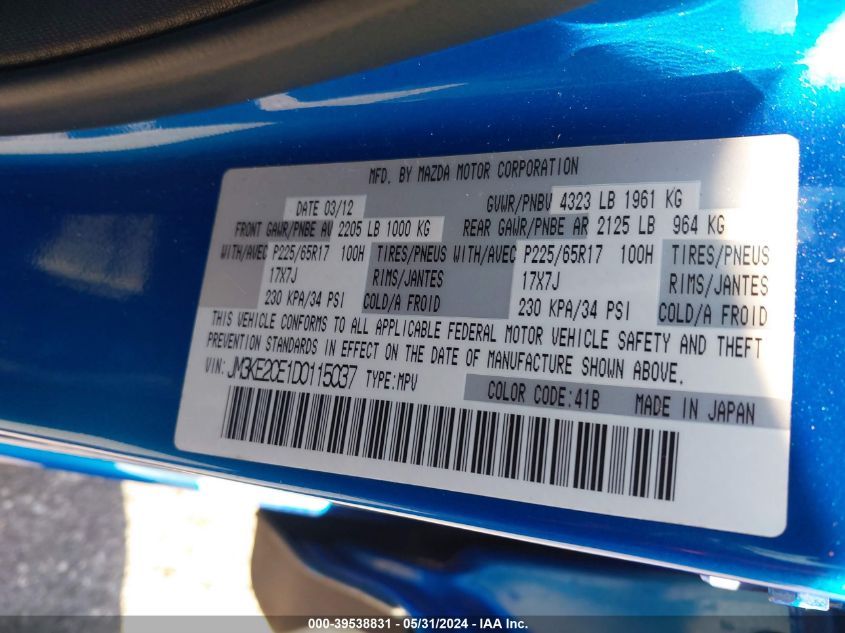 MFD. BY MAZDA MOTOR CORPORATION
DATE 03/12 GVWR/PNBV 4323 LB 1961 KG
FRONT GAWR/PNBE AV 2205 LB 1000 KG REAR GAWR/PNBE AR 2125 LB 964 KG
WITH/AVEC P225/65R17 100H TIRES/PNEUS WITH/AVEC P225/65R17 100H TIRES/PNEUS
17X7J RIMS/JANTES 17X7J RIMS/JANTES
230 KPA/34 PSI COLD/A FROID 230 KPA/34 PSI COLD/A FROID
THIS VEHICLE CONFORMS TO ALL APPLICABLE FEDERAL MOTOR VEHICLE SAFETY AND THEFT
PREVENTION STANDARDS IN EFFECT ON THE DATE OF MANUFACTURE SHOWN ABOVE.
VIN: JM3KE2CE1D0115037 TYPE:MPV
COLOR CODE:41B MADE IN JAPAN
000-39538831 - 05/31/2024 - IAAI.com